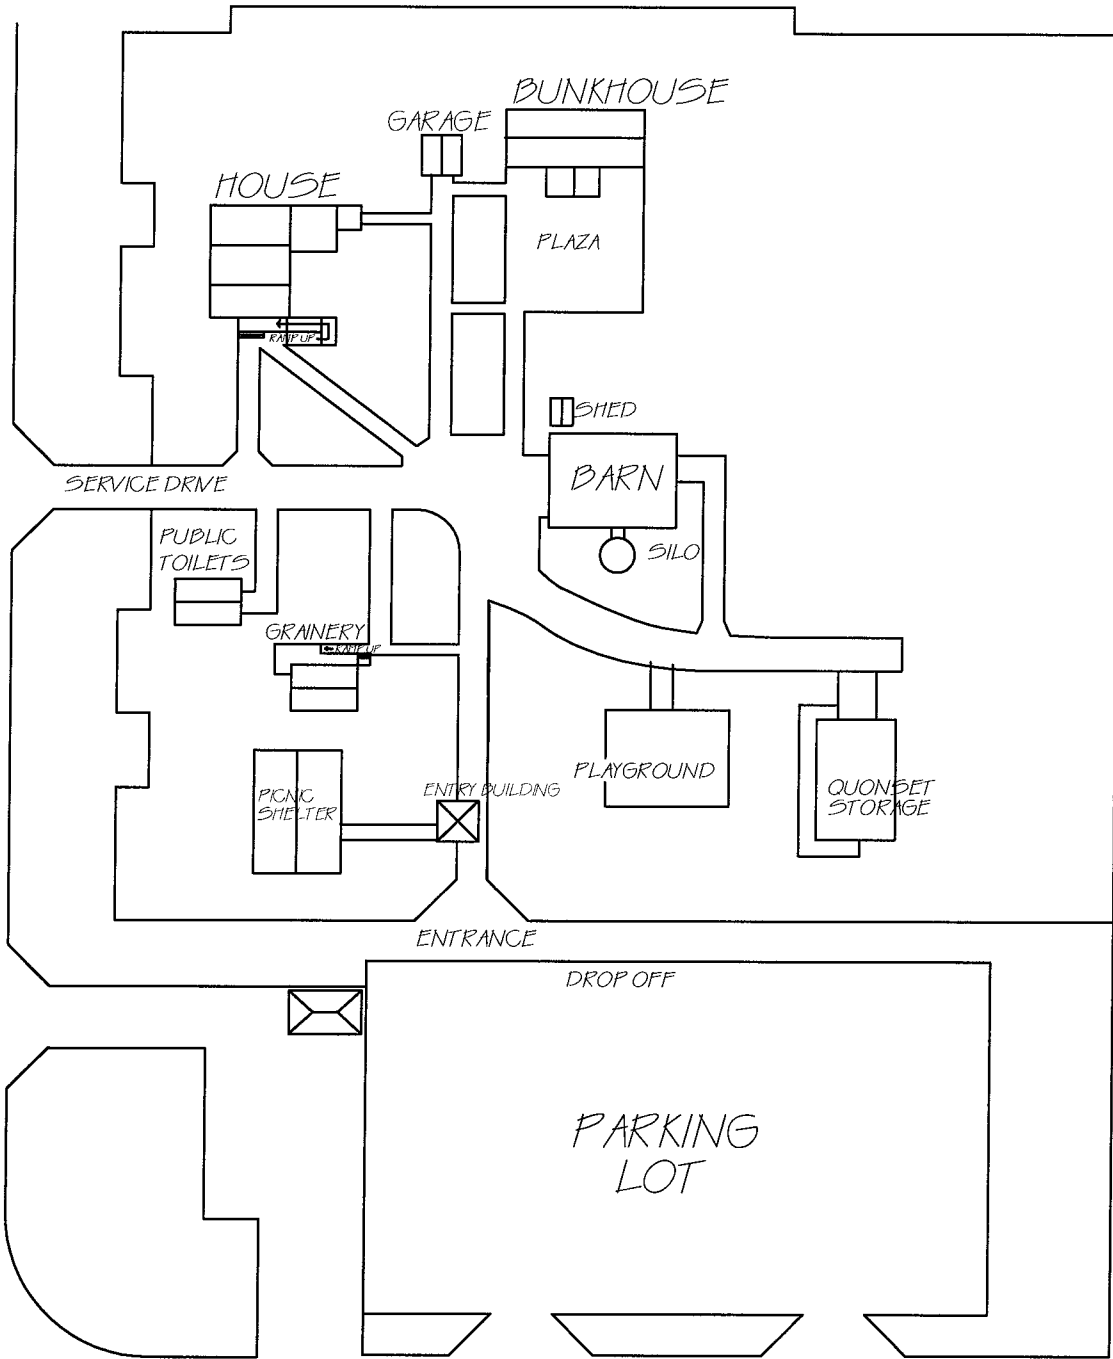 BUNKHOUSE
GARAGE
HOUSE
PLAZA
RAMP UP
SHED
BARN
SERVICE DRIVE
PUBLIC
TOILETS
SILO
GRAINERY
RAMP UP
PLAYGROUND
ENTRY BUILDING
QUONSET
STORAGE
PICNIC
SHELTER
ENTRANCE
DROP OFF
PARKING
LOT